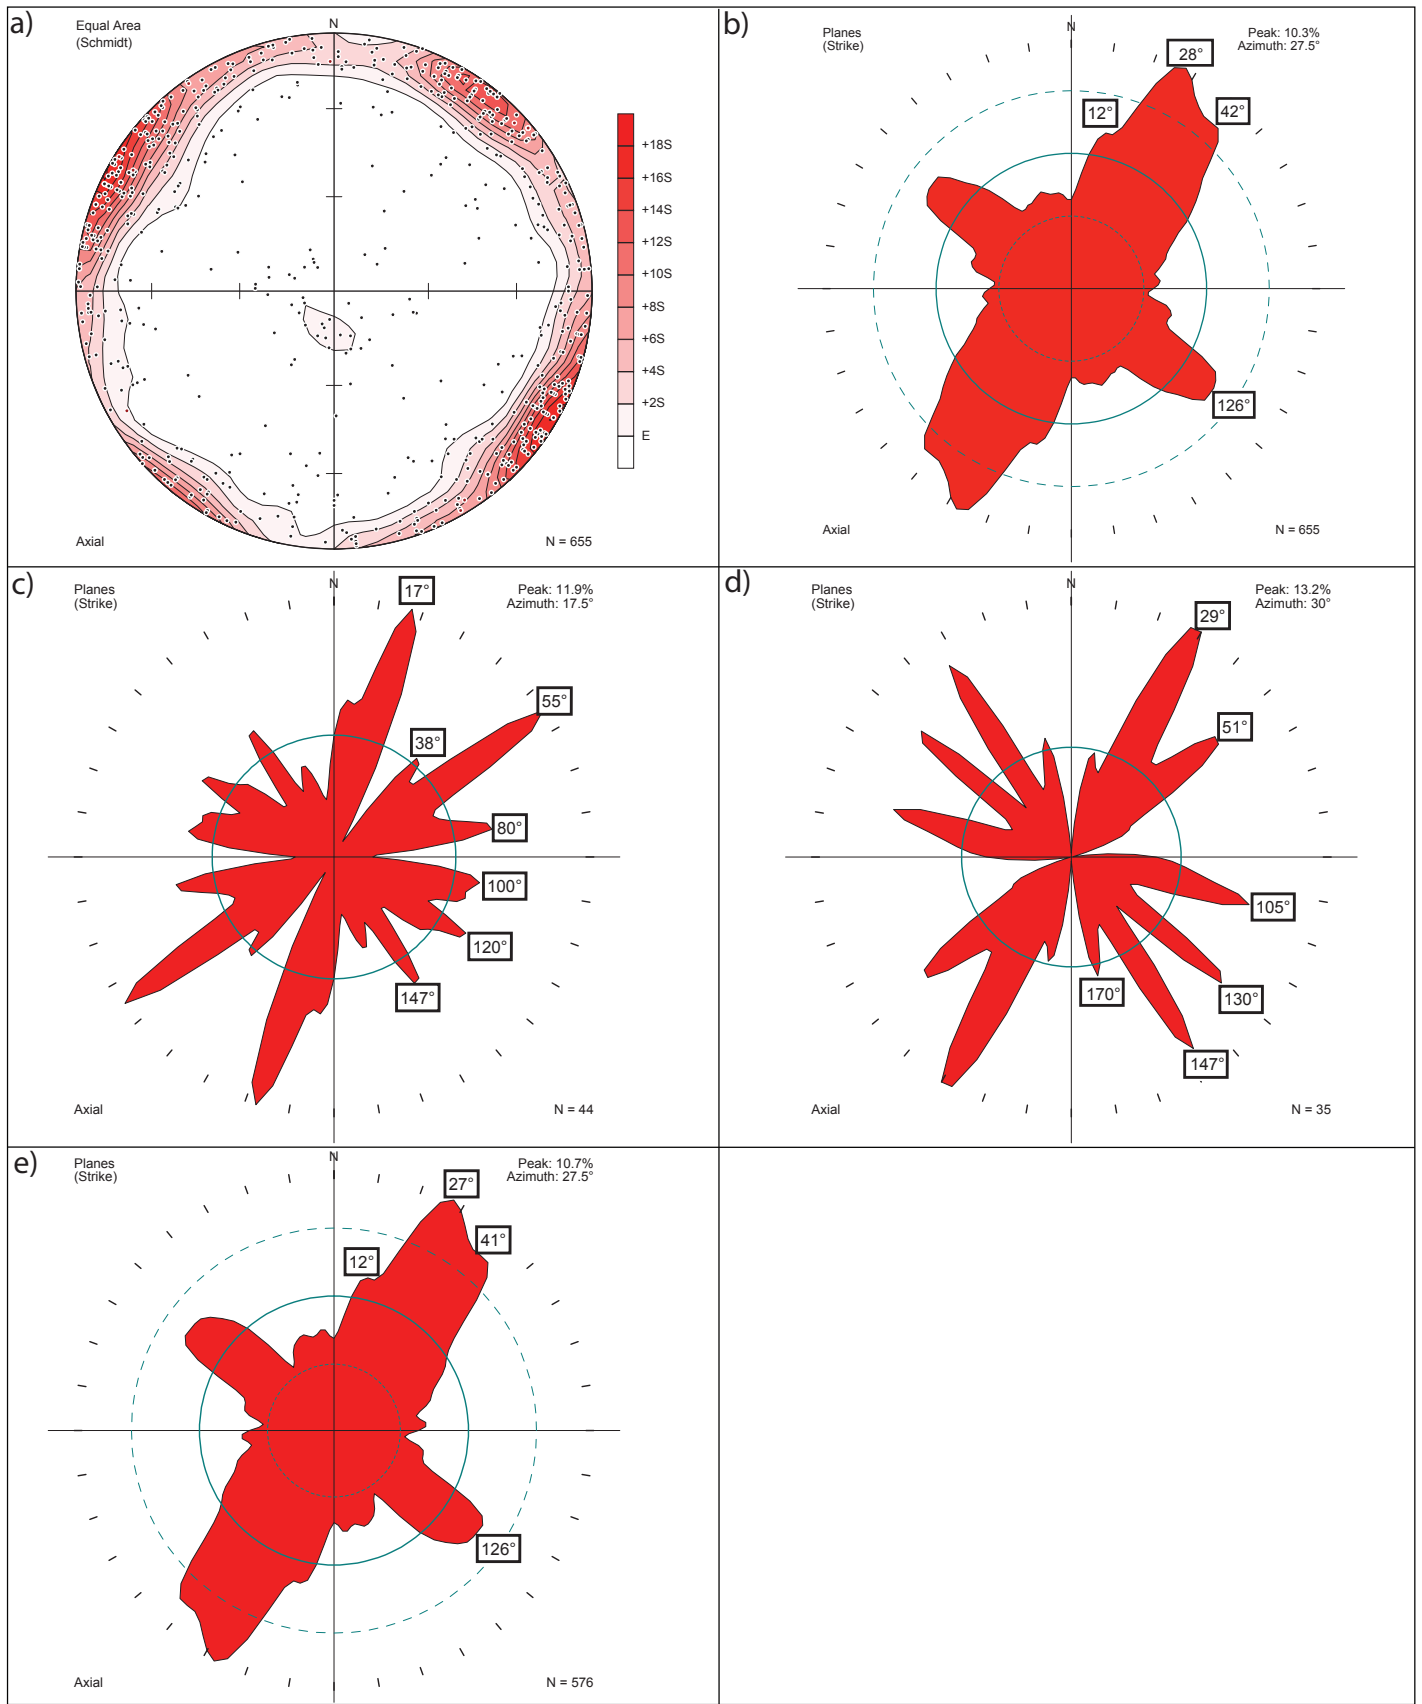 a)
Equal Area
(Schmidt)
N
+18S
+16S
+14S
+12S
+10S
+8S
+6S
+4S
+2S
E
Axial
N = 655
b)
Planes
(Strike)
N
Peak: 10.3%
Azimuth: 27.5°
28°
12°
42°
126°
Axial
N = 655
c)
Planes
(Strike)
N
Peak: 11.9%
Azimuth: 17.5°
17°
55°
38°
80°
100°
120°
147°
Axial
N = 44
d)
Planes
(Strike)
N
Peak: 13.2%
Azimuth: 30°
29°
51°
105°
170°
130°
147°
Axial
N = 35
e)
Planes
(Strike)
N
Peak: 10.7%
Azimuth: 27.5°
27°
41°
12°
126°
Axial
N = 576